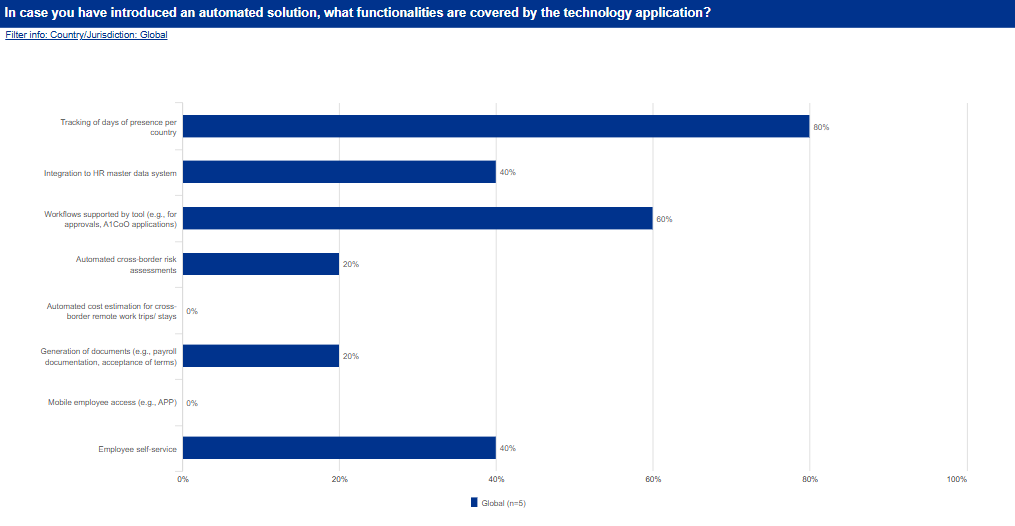 In case you have introduced an automated solution, what functionalities are covered by the technology application?
Filter info: Country/Jurisdiction: Global
Tracking of days of presence per
country
80%
Integration to HR master data system
40%
Workflows supported by tool (e.g., for
approvals, A1CoO applications)
60%
Automated cross-border risk
assessments
20%
Automated cost estimation for cross-
border remote work trips/ stays
0%
Generation of documents (e.g., payroll
documentation, acceptance of terms)
20%
Mobile employee access (e.g., APP)
0%
Employee self-service
40%
0% 20% 40% 60% 80% 100%
Global (n=5)